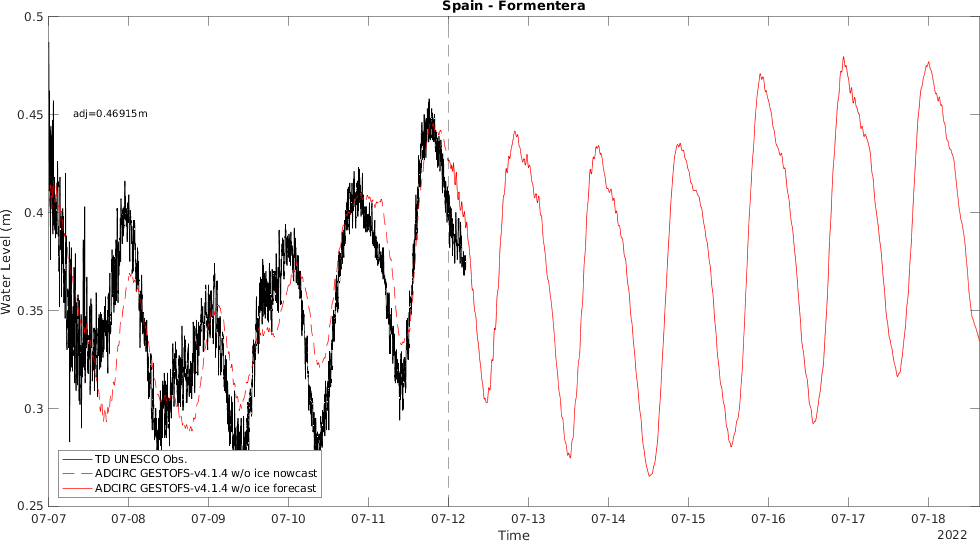 Spain - Formentera
0.5
0.45
0.4
0.35
0.3
0.25
Water Level (m)
adj=0.46915m
TD UNESCO Obs.
ADCIRC GESTOFS-v4.1.4 w/o ice nowcast
ADCIRC GESTOFS-v4.1.4 w/o ice forecast
07-07 07-08 07-09 07-10 07-11 07-12 07-13 07-14 07-15 07-16 07-17 07-18
Time
2022